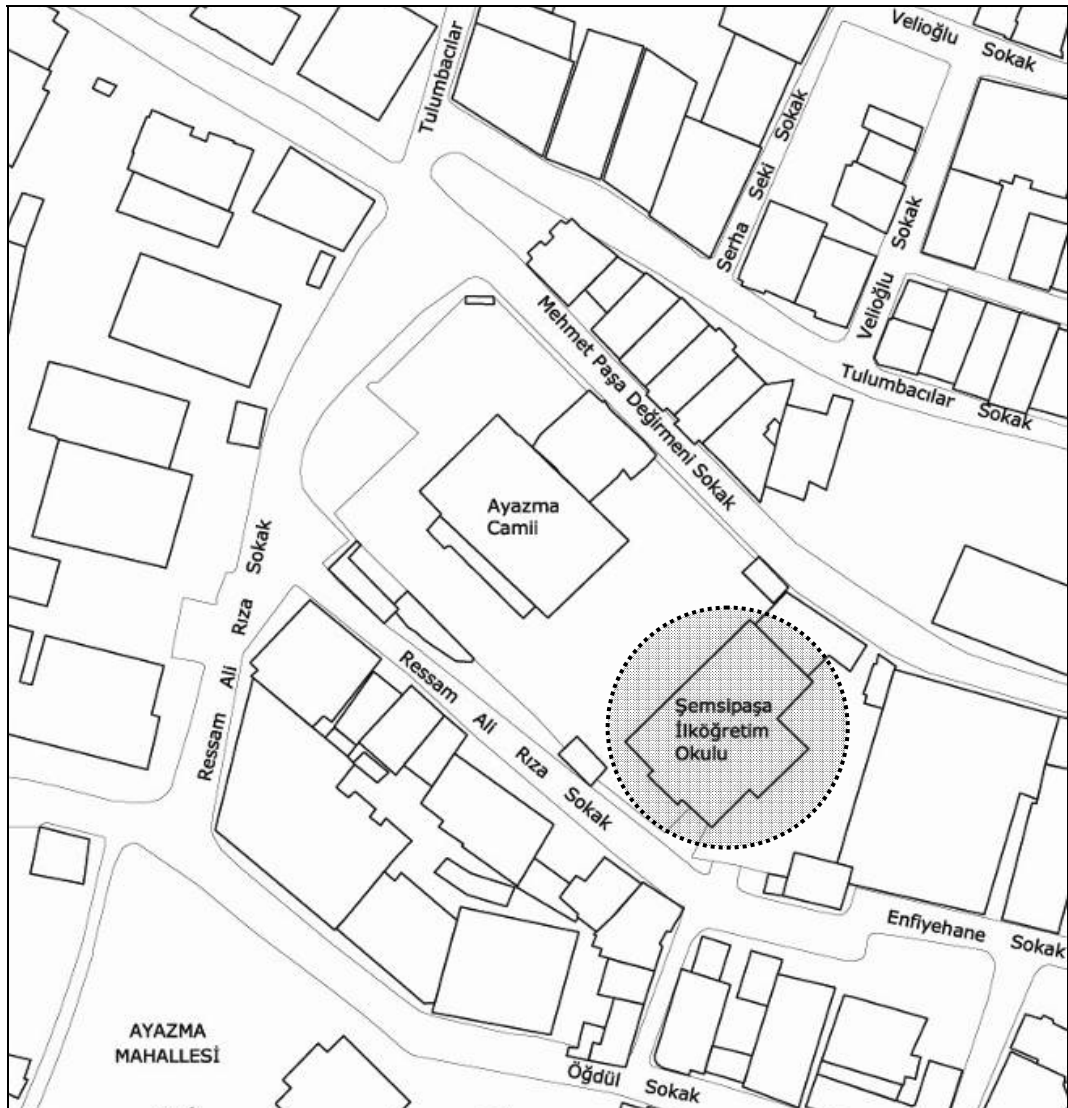 Velioğlu Sokak
Tulumbacılar
Serha Seki Sokak
Velioğlu Sokak
Mehmet Paşa Değirmeni Sokak
Tulumbacılar Sokak
Ayazma
Camii
Ressam Ali Rıza Sokak
Ressam Ali Rıza Sokak
Şemsipaşa
İlköğretim
Okulu
Enfiyehane Sokak
AYAZMA
MAHALLESİ
Öğdül Sokak